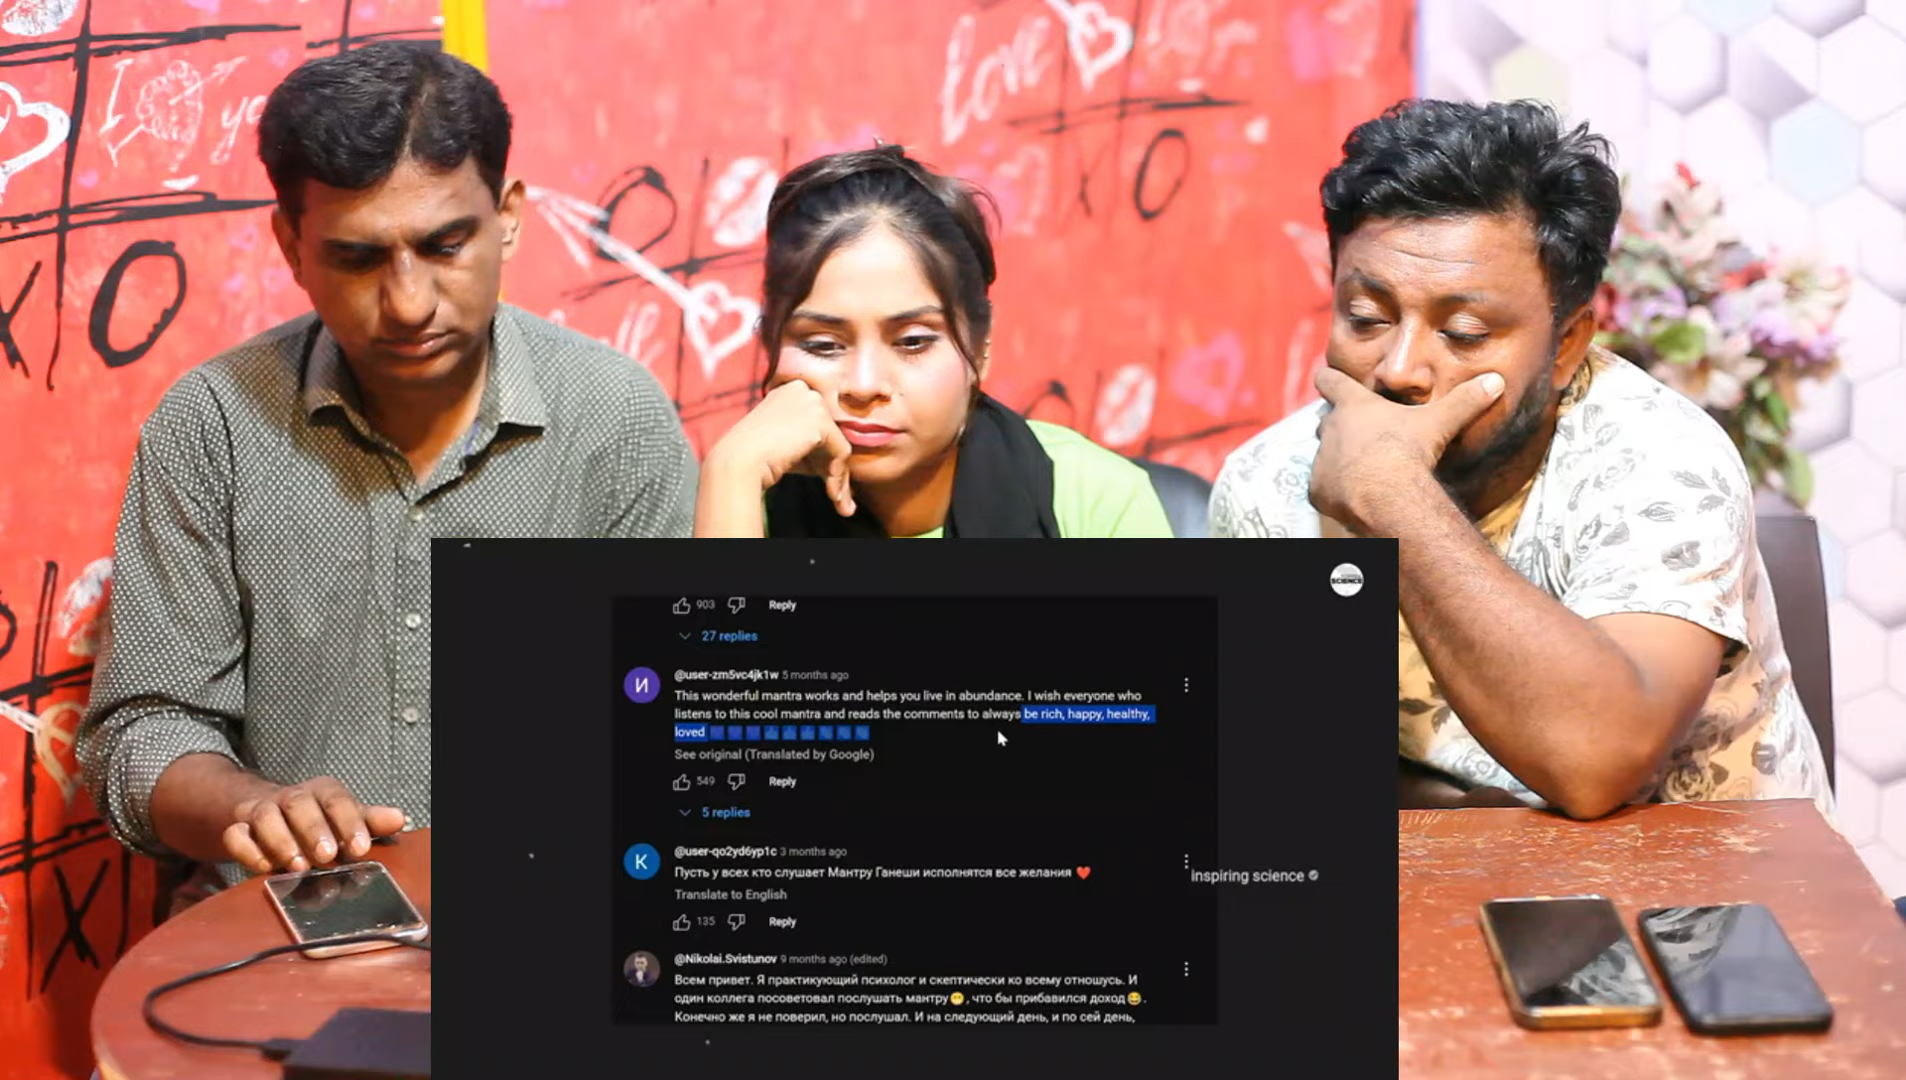 I
yo
love
O
XO
O
XO
X
SCIENCE
903 Reply
27 replies
И
@user-zm5vc4jk1w 5 months ago
This wonderful mantra works and helps you live in abundance. I wish everyone who
listens to this cool mantra and reads the comments to always be rich, happy, healthy,
loved
See original (Translated by Google)
549 Reply
5 replies
K
@user-qo2yd6yp1c 3 months ago
Пусть у всех кто слушает Мантру Ганеши исполнятся все желания ❤️
Translate to English
inspiring science
135 Reply
@Nikolai.Svistunov 9 months ago (edited)
Всем привет. Я практикующий психолог и скептически ко всему отношусь. И
один коллега посоветовал послушать мантру😁, что бы прибавился доход😅.
Конечно же я не поверил, но послушал. И на следующий день, и по сей день,